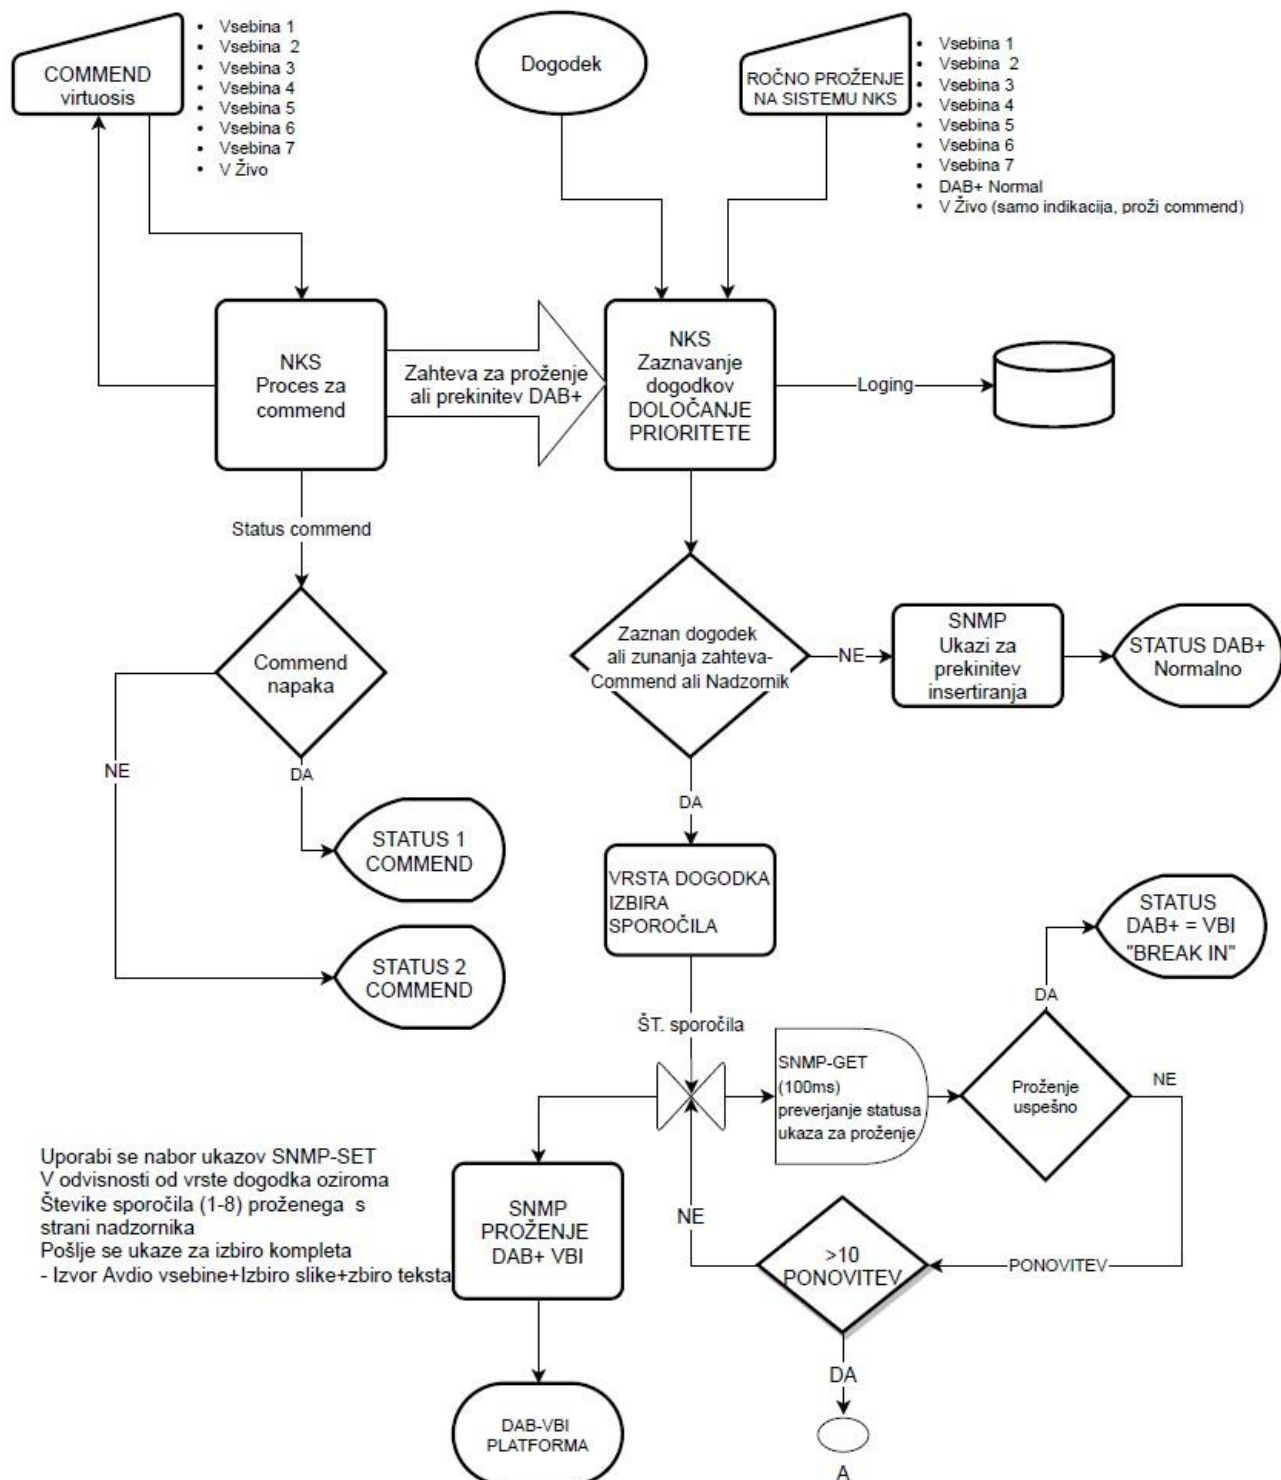 COMMEND
virtuosis
• Vsebina 1
• Vsebina 2
• Vsebina 3
• Vsebina 4
• Vsebina 5
• Vsebina 6
• Vsebina 7
• V Živo
Dogodek
ROČNO PROŽENJE
NA SISTEMU NKS
• Vsebina 1
• Vsebina 2
• Vsebina 3
• Vsebina 4
• Vsebina 5
• Vsebina 6
• Vsebina 7
• DAB+ Normal
• V Živo (samo indikacija, proži commend)
NKS
Proces za
commend
Zahteva za proženje
ali prekinitev DAB+
NKS
Zaznavanje
dogodkov
DOLOČANJE
PRIORITETE
Loging
Status commend
Commend
napaka
NE
DA
STATUS 1
COMMEND
STATUS 2
COMMEND
Zaznan dogodek
ali zunanja zahteva-
Commend ali Nadzornik
NE
SNMP
Ukazi za
prekinitev
insertiranja
STATUS DAB+
Normalno
DA
VRSTA DOGODKA
IZBIRA
SPOROČILA
ŠT. sporočila
SNMP-GET
(100ms)
preverjanje statusa
ukaza za proženje
Proženje
uspešno
DA
STATUS
DAB+ = VBI
"BREAK IN"
NE
PONOVITEV
>10
PONOVITEV
NE
DA
A
Uporabi se nabor ukazov SNMP-SET
V odvisnosti od vrste dogodka oziroma
Števike sporočila (1-8) proženega s
strani nadzornika
Pošlje se ukaze za izbiro kompleta
- Izvor Avdio vsebine+Izbiro slike+zbiro teksta
SNMP
PROŽENJE
DAB+ VBI
DAB-VBI
PLATFORMA